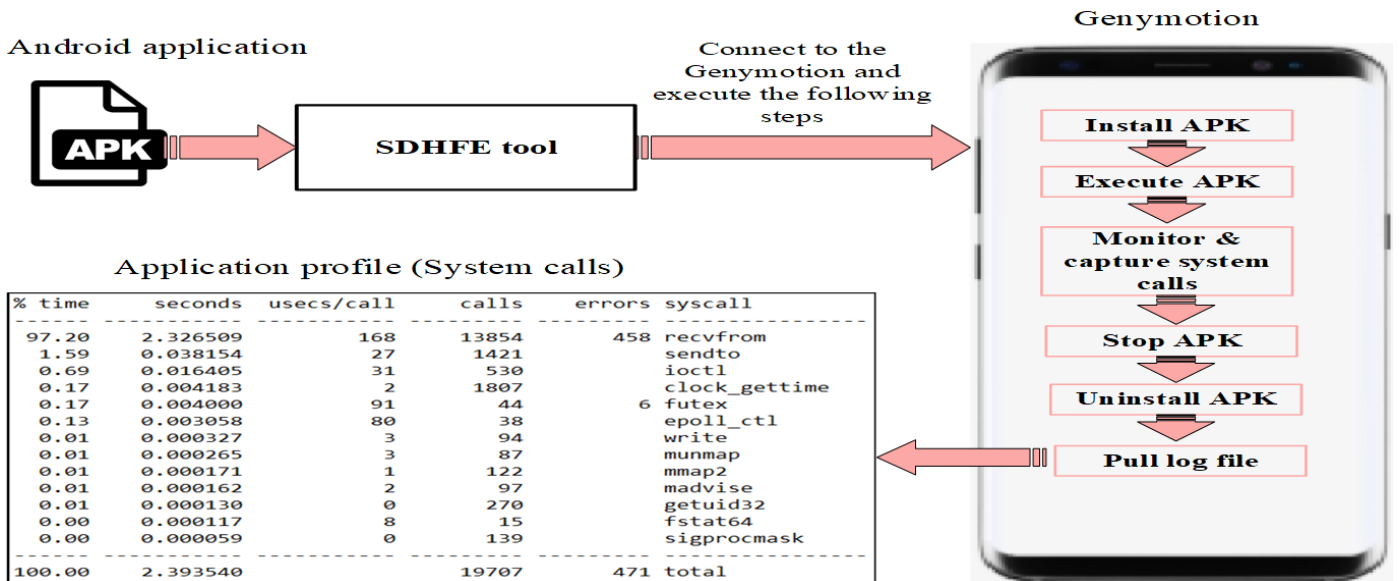 Genymotion
Android application
Connect to the
Genymotion and
execute the following
steps
APK
SDHFE tool
Install APK
Execute APK
Monitor &
capture system
calls
Stop APK
Uninstall APK
Pull log file
Application profile (System calls)
% time seconds usecs/call calls errors syscall
------ ----------- ----------- --------- --------- ----------------
97.20 2.326509 168 13854 458 recvfrom
1.59 0.038154 27 1421 sendto
0.69 0.016405 31 530 ioctl
0.17 0.004183 2 1807 clock_gettime
0.17 0.004000 91 44 6 futex
0.13 0.003058 80 38 epoll_ctl
0.01 0.000327 3 94 write
0.01 0.000265 3 87 munmap
0.01 0.000171 1 122 mmap2
0.01 0.000162 2 97 madvise
0.01 0.000130 0 270 getuid32
0.00 0.000117 8 15 fstat64
0.00 0.000059 0 139 sigprocmask
------ ----------- ----------- --------- --------- ----------------
100.00 2.393540 19707 471 total